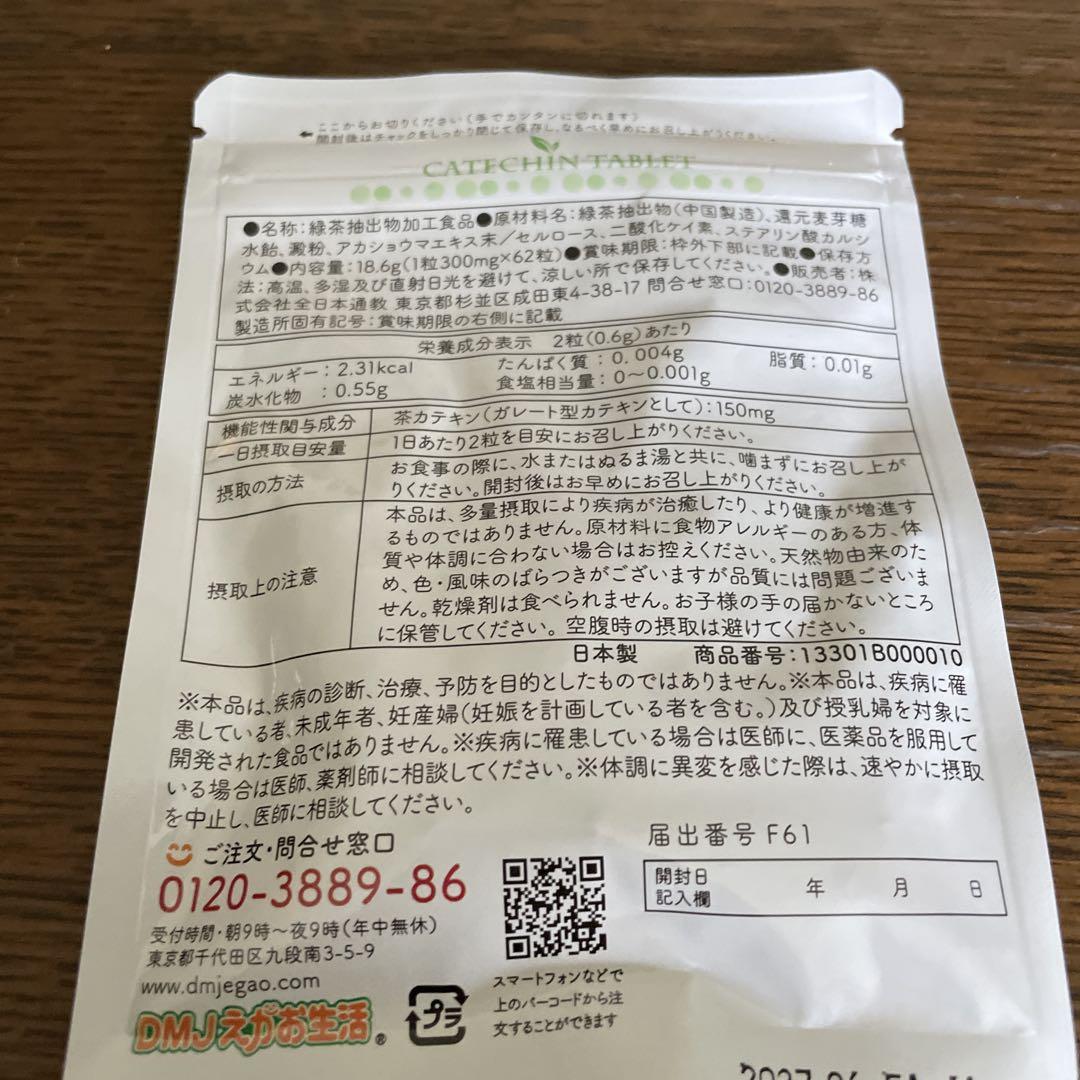 ここからお切りください(手でカンタンに切れます)
←開封後はチャックをしっかり閉じて保存し、なるべく早めにお召し上がりください。
CATECHIN TABLET
●名称:緑茶抽出物加工食品●原材料名:緑茶抽出物(中国製造)、還元麦芽糖
水飴、澱粉、アカショウマエキス末/セルロース、二酸化ケイ素、ステアリン酸カルシ
ウム●内容量:18.6g(1粒300mg×62粒)●賞味期限:枠外下部に記載●保存方
法:高温、多湿及び直射日光を避けて、涼しい所で保存してください。●販売者:株
式会社全日本通教 東京都杉並区成田東4-38-17 問合せ窓口:0120-3889-86
製造所固有記号:賞味期限の右側に記載
栄養成分表示 2粒(0.6g)あたり
エネルギー:2.31kcal たんぱく質:0.004g 脂質:0.01g
炭水化物 :0.55g 食塩相当量:0~0.001g
機能性関与成分 茶カテキン(ガレート型カテキンとして):150mg
一日摂取目安量 1日あたり2粒を目安にお召し上がりください。
摂取の方法 お食事の際に、水またはぬるま湯と共に、噛まずにお召し上が
りください。開封後はお早めにお召し上がりください。
摂取上の注意 本品は、多量摂取により疾病が治癒したり、より健康が増進す
るものではありません。原材料に食物アレルギーのある方、体
質や体調に合わない場合はお控えください。天然物由来のた
め、色・風味のばらつきがございますが品質には問題ございま
せん。乾燥剤は食べられません。お子様の手の届かないところ
に保管してください。 空腹時の摂取は避けてください。
日本製 商品番号:13301B000010
※本品は、疾病の診断、治療、予防を目的としたものではありません。※本品は、疾病に罹
患している者、未成年者、妊産婦(妊娠を計画している者を含む。)及び授乳婦を対象に
開発された食品ではありません。※疾病に罹患している場合は医師に、医薬品を服用して
いる場合は医師、薬剤師に相談してください。※体調に異変を感じた際は、速やかに摂取
を中止し、医師に相談してください。
届出番号 F61
ご注文・問合せ窓口
0120-3889-86
受付時間・朝9時~夜9時(年中無休)
東京都千代田区九段南3-5-9
www.dmjegao.com
DMJえがお生活®
プラ
スマートフォンなどで
上のバーコードから注
文することができます
開封日
記入欄 年 月 日